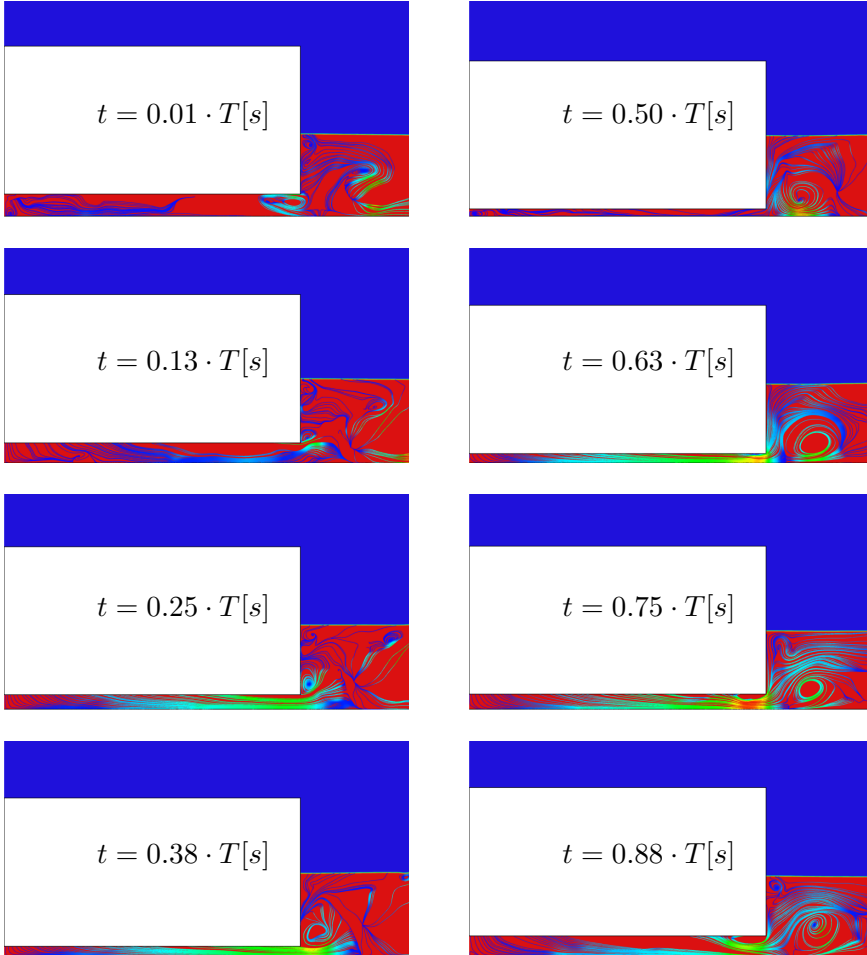 t = 0.01 · T[s]
t = 0.50 · T[s]
t = 0.13 · T[s]
t = 0.63 · T[s]
t = 0.25 · T[s]
t = 0.75 · T[s]
t = 0.38 · T[s]
t = 0.88 · T[s]